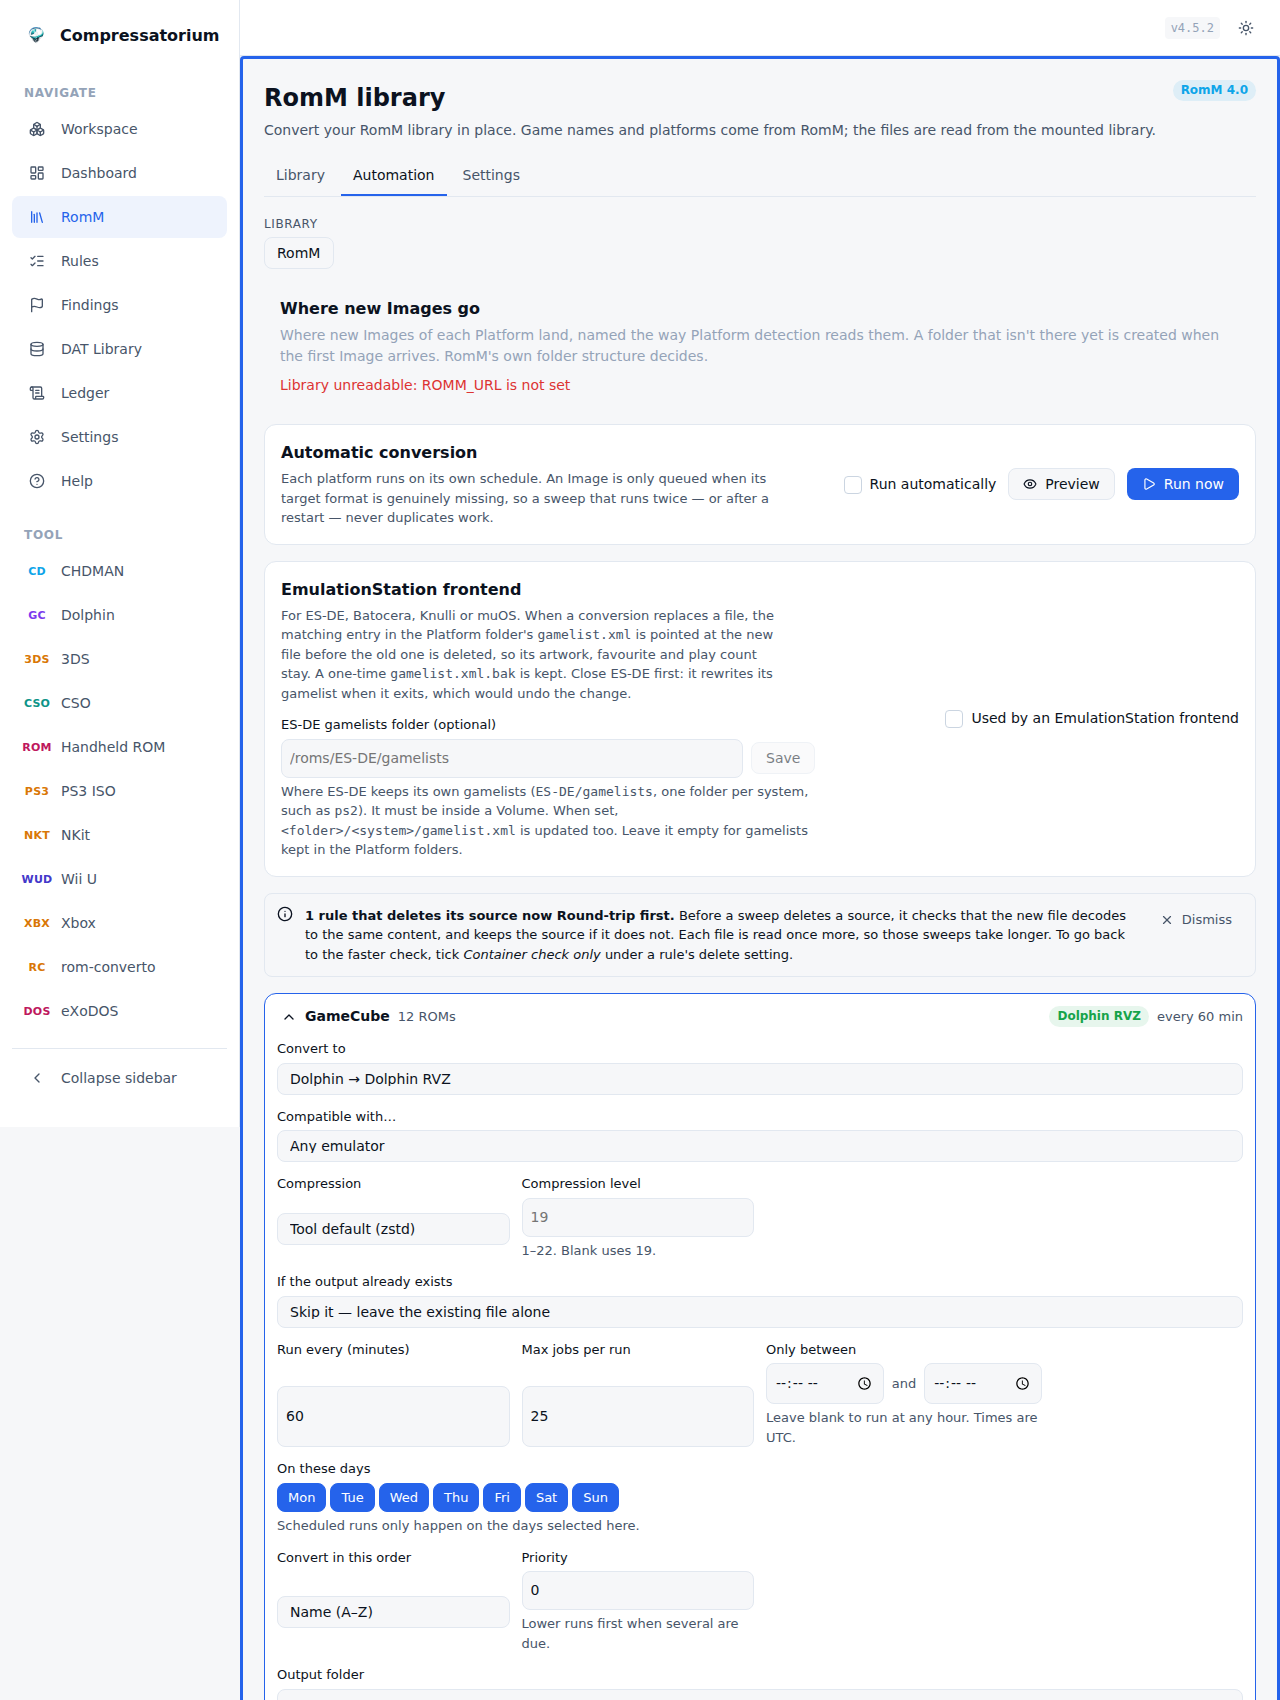 Compressatorium
v4.5.2
NAVIGATE
Workspace
Dashboard
RomM
Rules
Findings
DAT Library
Ledger
Settings
Help
TOOL
CD CHDMAN
GC Dolphin
3DS 3DS
CSO CSO
ROM Handheld ROM
PS3 PS3 ISO
NKT NKit
WUD Wii U
XBX Xbox
RC rom-converto
DOS eXoDOS
Collapse sidebar
RomM library
RomM 4.0
Convert your RomM library in place. Game names and platforms come from RomM; the files are read from the mounted library.
Library Automation Settings
LIBRARY
RomM
Where new Images go
Where new Images of each Platform land, named the way Platform detection reads them. A folder that isn't there yet is created when
the first Image arrives. RomM's own folder structure decides.
Library unreadable: ROMM_URL is not set
Automatic conversion
Each platform runs on its own schedule. An Image is only queued when its
target format is genuinely missing, so a sweep that runs twice — or after a
restart — never duplicates work.
Run automatically Preview Run now
EmulationStation frontend
For ES-DE, Batocera, Knulli or muOS. When a conversion replaces a file, the
matching entry in the Platform folder's gamelist.xml is pointed at the new
file before the old one is deleted, so its artwork, favourite and play count
stay. A one-time gamelist.xml.bak is kept. Close ES-DE first: it rewrites its
gamelist when it exits, which would undo the change.
ES-DE gamelists folder (optional)
/roms/ES-DE/gamelists Save
Where ES-DE keeps its own gamelists (ES-DE/gamelists, one folder per system,
such as ps2). It must be inside a Volume. When set,
<folder>/<system>/gamelist.xml is updated too. Leave it empty for gamelists
kept in the Platform folders.
Used by an EmulationStation frontend
1 rule that deletes its source now Round-trip first. Before a sweep deletes a source, it checks that the new file decodes
to the same content, and keeps the source if it does not. Each file is read once more, so those sweeps take longer. To go back
to the faster check, tick Container check only under a rule's delete setting.
Dismiss
GameCube 12 ROMs
Dolphin RVZ every 60 min
Convert to
Dolphin → Dolphin RVZ
Compatible with…
Any emulator
Compression Compression level
Tool default (zstd) 19
1–22. Blank uses 19.
If the output already exists
Skip it — leave the existing file alone
Run every (minutes) Max jobs per run Only between
60 25 --:-- -- and --:-- --
Leave blank to run at any hour. Times are
UTC.
On these days
Mon Tue Wed Thu Fri Sat Sun
Scheduled runs only happen on the days selected here.
Convert in this order Priority
Name (A–Z) 0
Lower runs first when several are
due.
Output folder